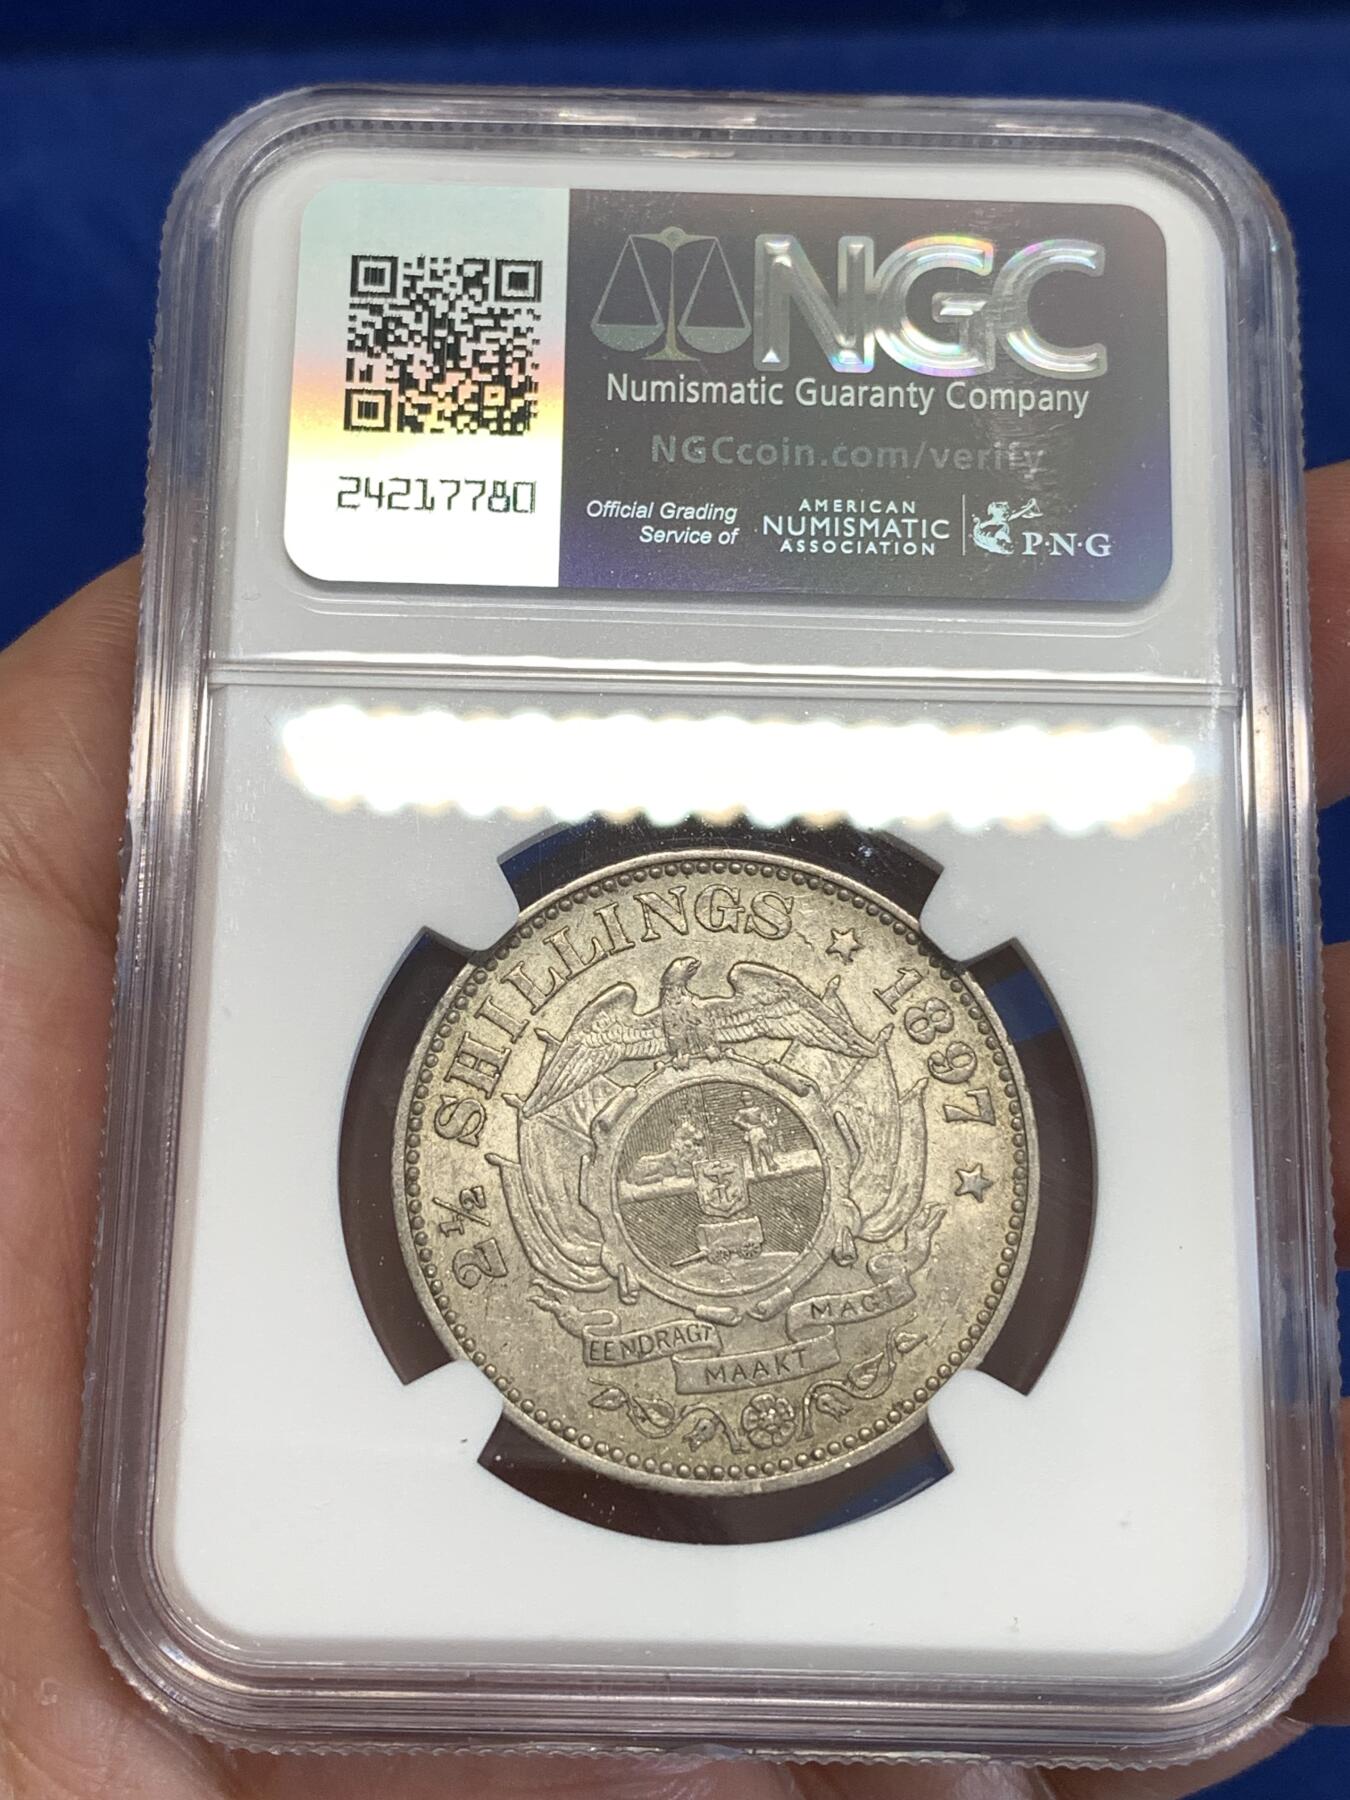 NGC
Numismatic Guaranty Company
NGCcoin.com/verify
24217780
Official Grading
Service of
AMERICAN
NUMISMATIC
ASSOCIATION
P·N·G
2½ SHILLINGS ★ 1897 ★
EENDRAGT
MAAKT
MAGT